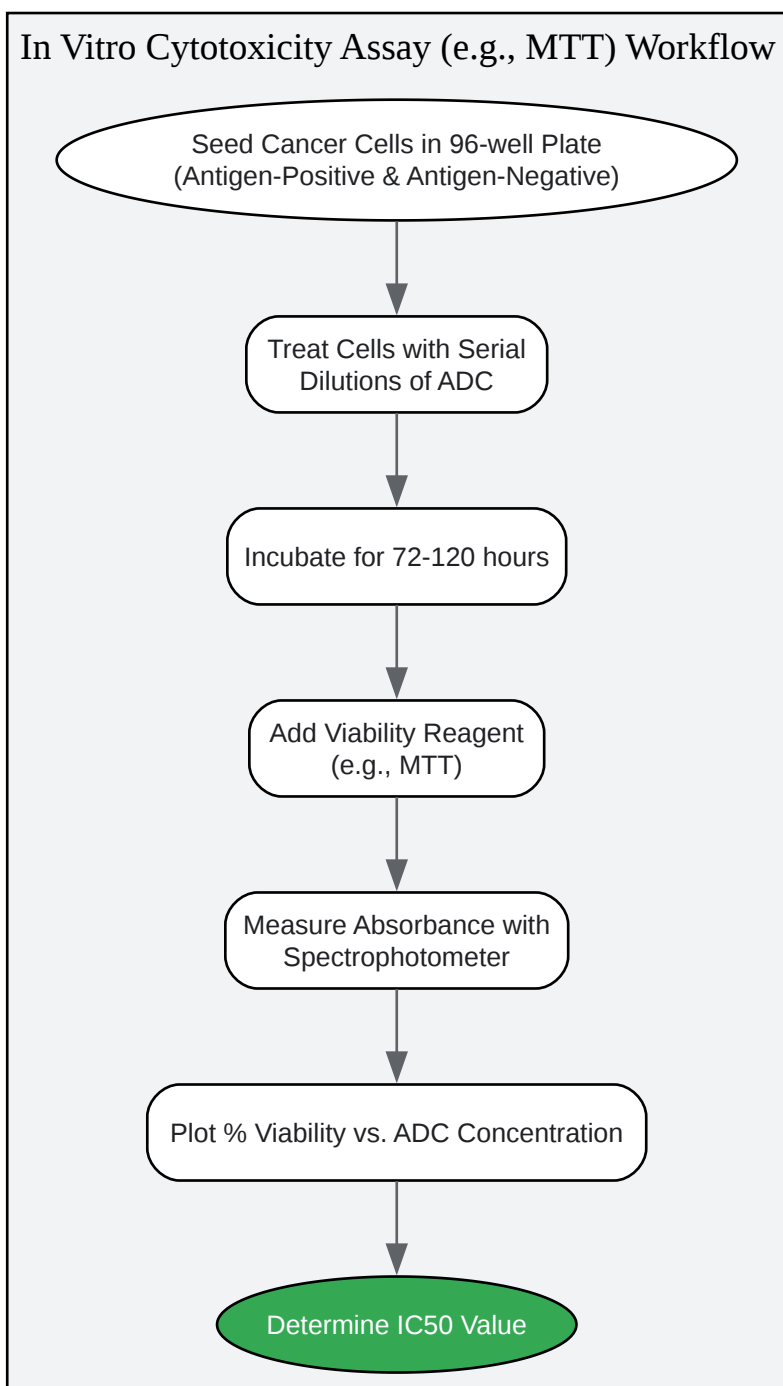 In Vitro Cytotoxicity Assay (e.g., MTT) Workflow
Seed Cancer Cells in 96-well Plate
(Antigen-Positive & Antigen-Negative)
Treat Cells with Serial
Dilutions of ADC
Incubate for 72-120 hours
Add Viability Reagent
(e.g., MTT)
Measure Absorbance with
Spectrophotometer
Plot % Viability vs. ADC Concentration
Determine IC50 Value